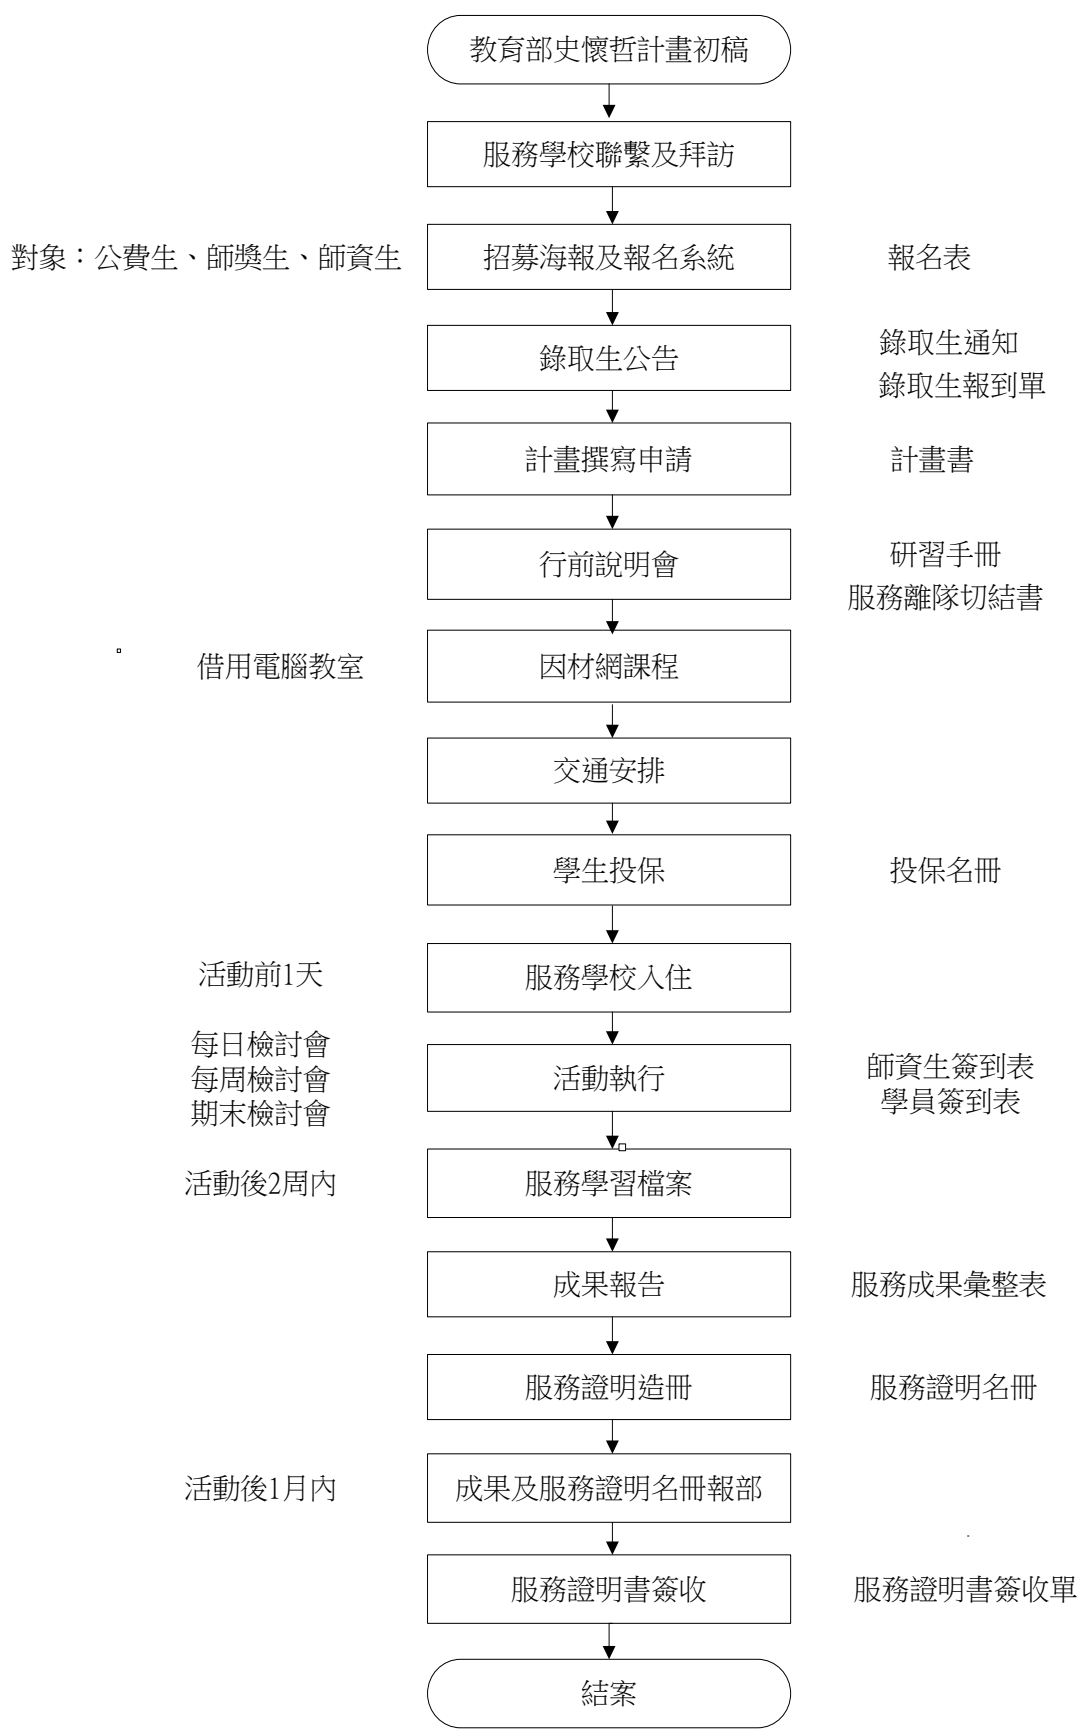 教育部史懷哲計畫初稿
服務學校聯繫及拜訪
對象：公費生、師獎生、師資生
招募海報及報名系統
報名表
錄取生公告
錄取生通知
錄取生報到單
計畫撰寫申請
計畫書
行前說明會
研習手冊
服務離隊切結書
借用電腦教室
因材網課程
交通安排
學生投保
投保名冊
活動前1天
服務學校入住
每日檢討會
每周檢討會
期末檢討會
活動執行
師資生簽到表
學員簽到表
活動後2周內
服務學習檔案
成果報告
服務成果彙整表
服務證明造冊
服務證明名冊
活動後1月內
成果及服務證明名冊報部
服務證明書簽收
服務證明書簽收單
結案